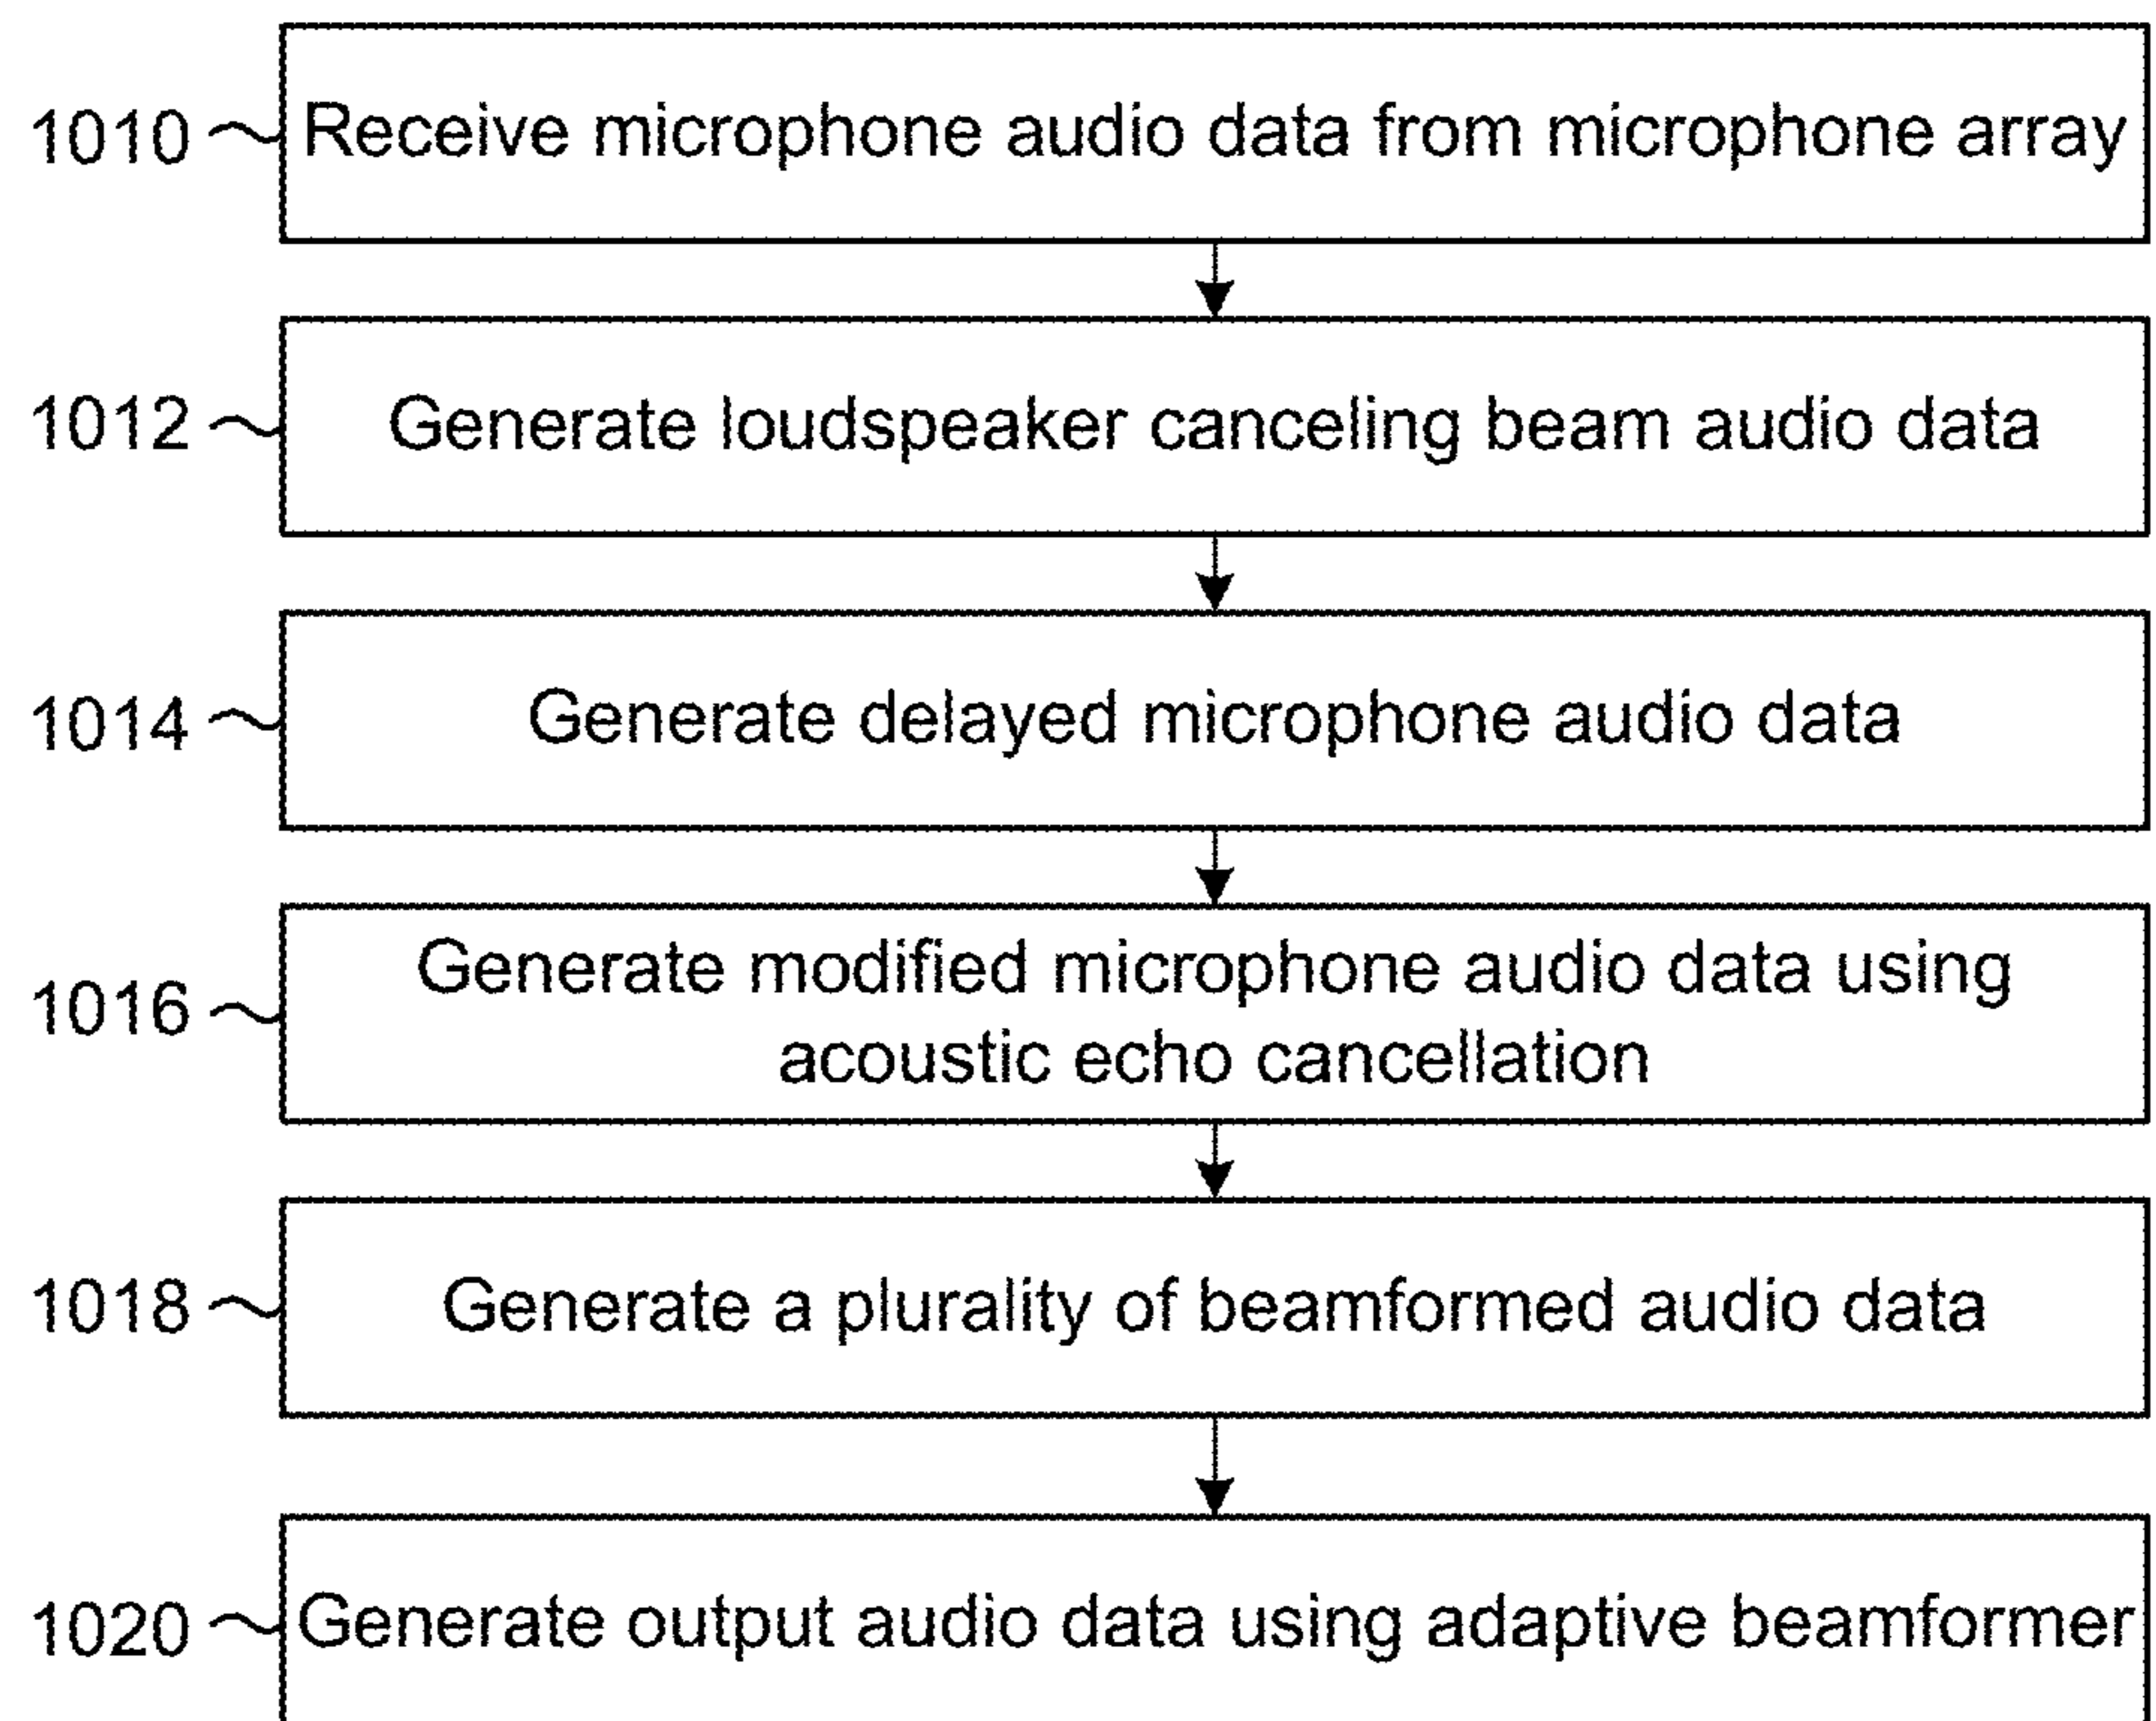 1010 Receive microphone audio data from microphone array
1012 Generate loudspeaker canceling beam audio data
1014 Generate delayed microphone audio data
1016 Generate modified microphone audio data using
acoustic echo cancellation
1018 Generate a plurality of beamformed audio data
1020 Generate output audio data using adaptive beamformer